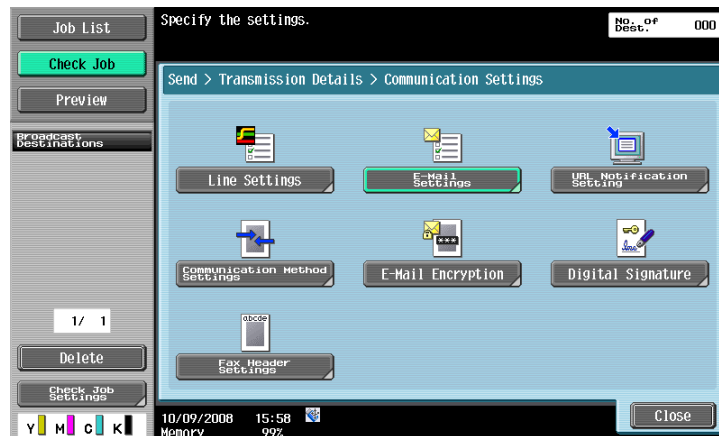 Job List
Check Job
Preview
Broadcast
Destinations
1/ 1
Delete
Check Job
Settings
Y M C K
Specify the settings.
No. of
Dest.
000
Send > Transmission Details > Communication Settings
Line Settings
E-Mail
Settings
URL Notification
Setting
Communication Method
Settings
E-Mail Encryption
Digital Signature
abcde
Fax Header
Settings
10/09/2008 15:58
Memory 99%
Close